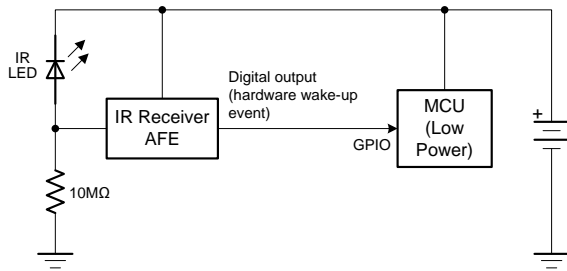 IR
LED
Digital output
(hardware wake-up
event)
IR Receiver
AFE
MCU
(Low
Power)
GPIO
10MΩ
+